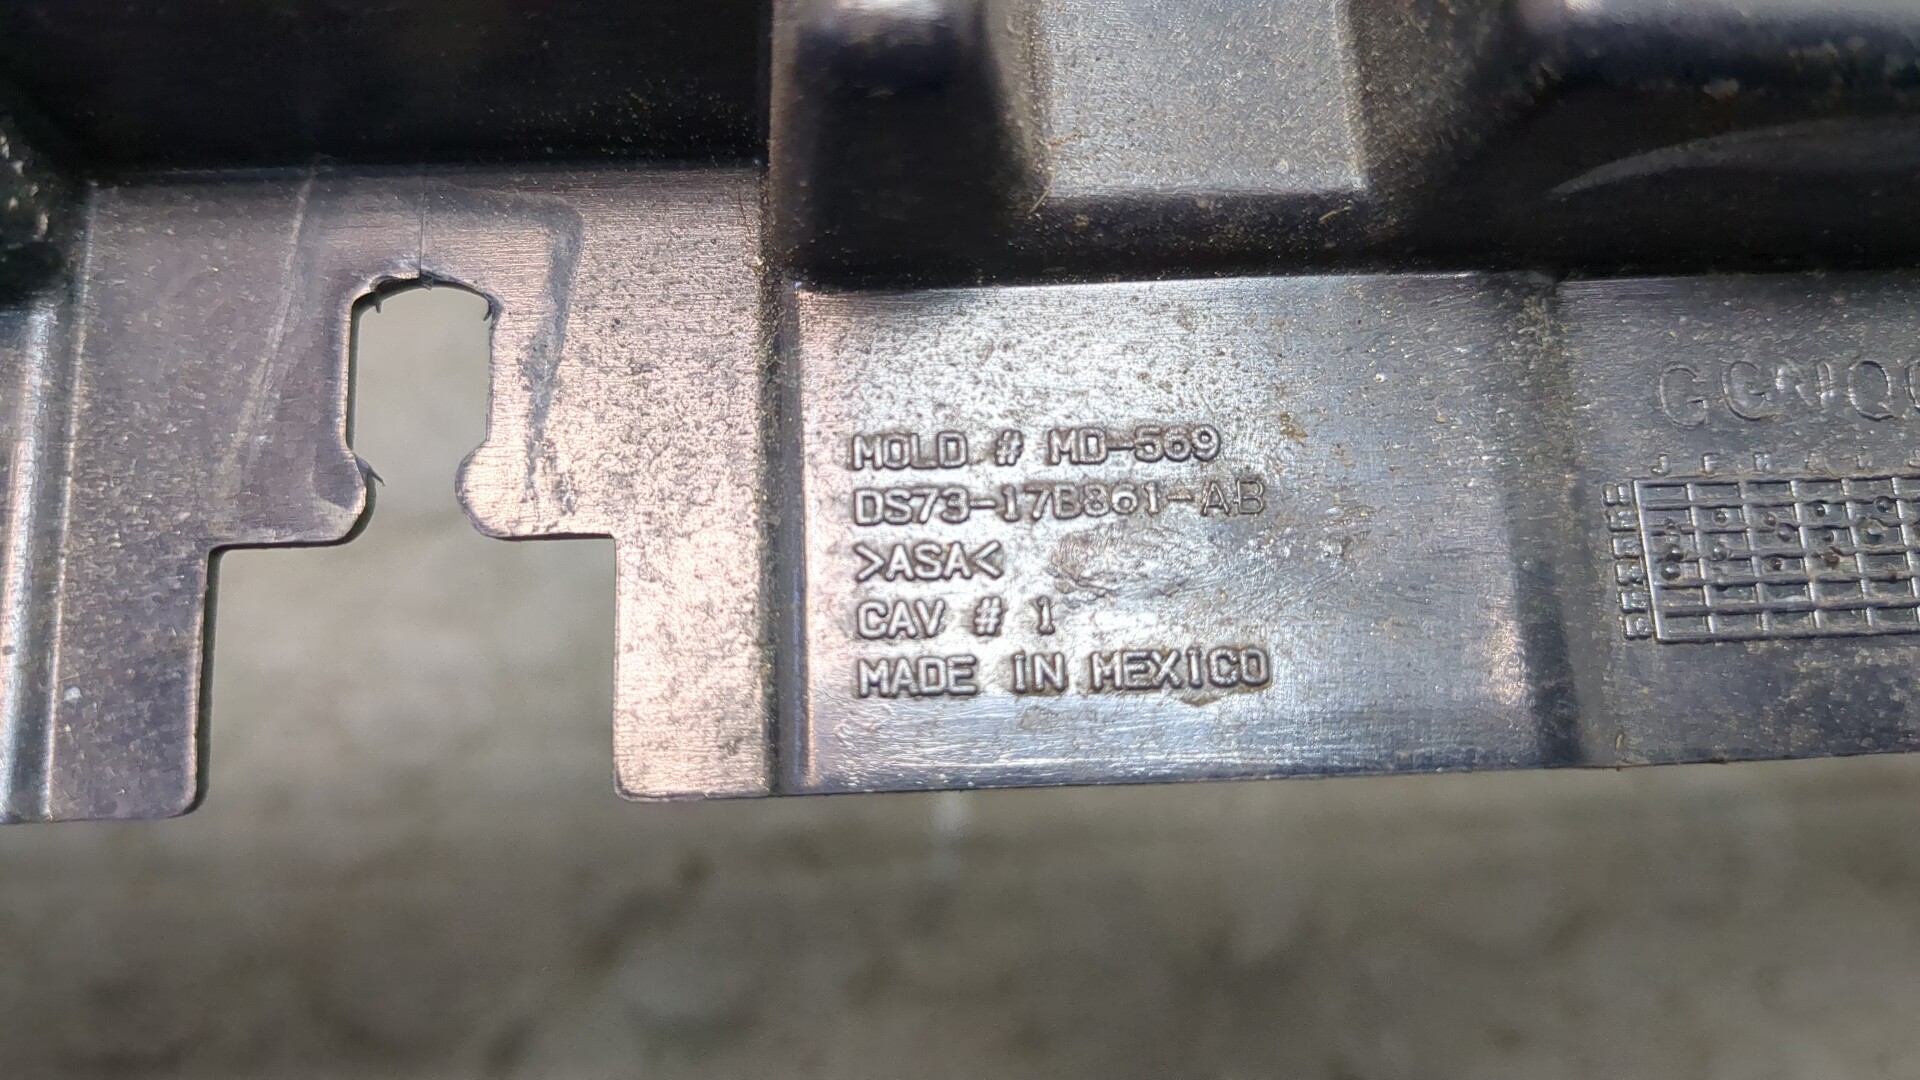 MOLD # MD-569
DS73-17B861-AB
>ASA<
CAV # 1
MADE IN MEXICO